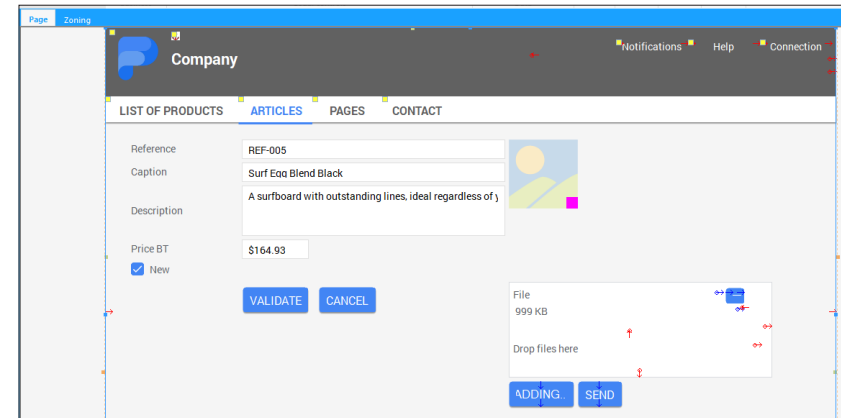 Page Zoning
Company
Notifications Help Connection
LIST OF PRODUCTS ARTICLES PAGES CONTACT
Reference REF-005
Caption Surf Egg Blend Black
Description A surfboard with outstanding lines, ideal regardless of y
Price BT $164.93
New
VALIDATE CANCEL
File
999 KB
Drop files here
ADDING.. SEND